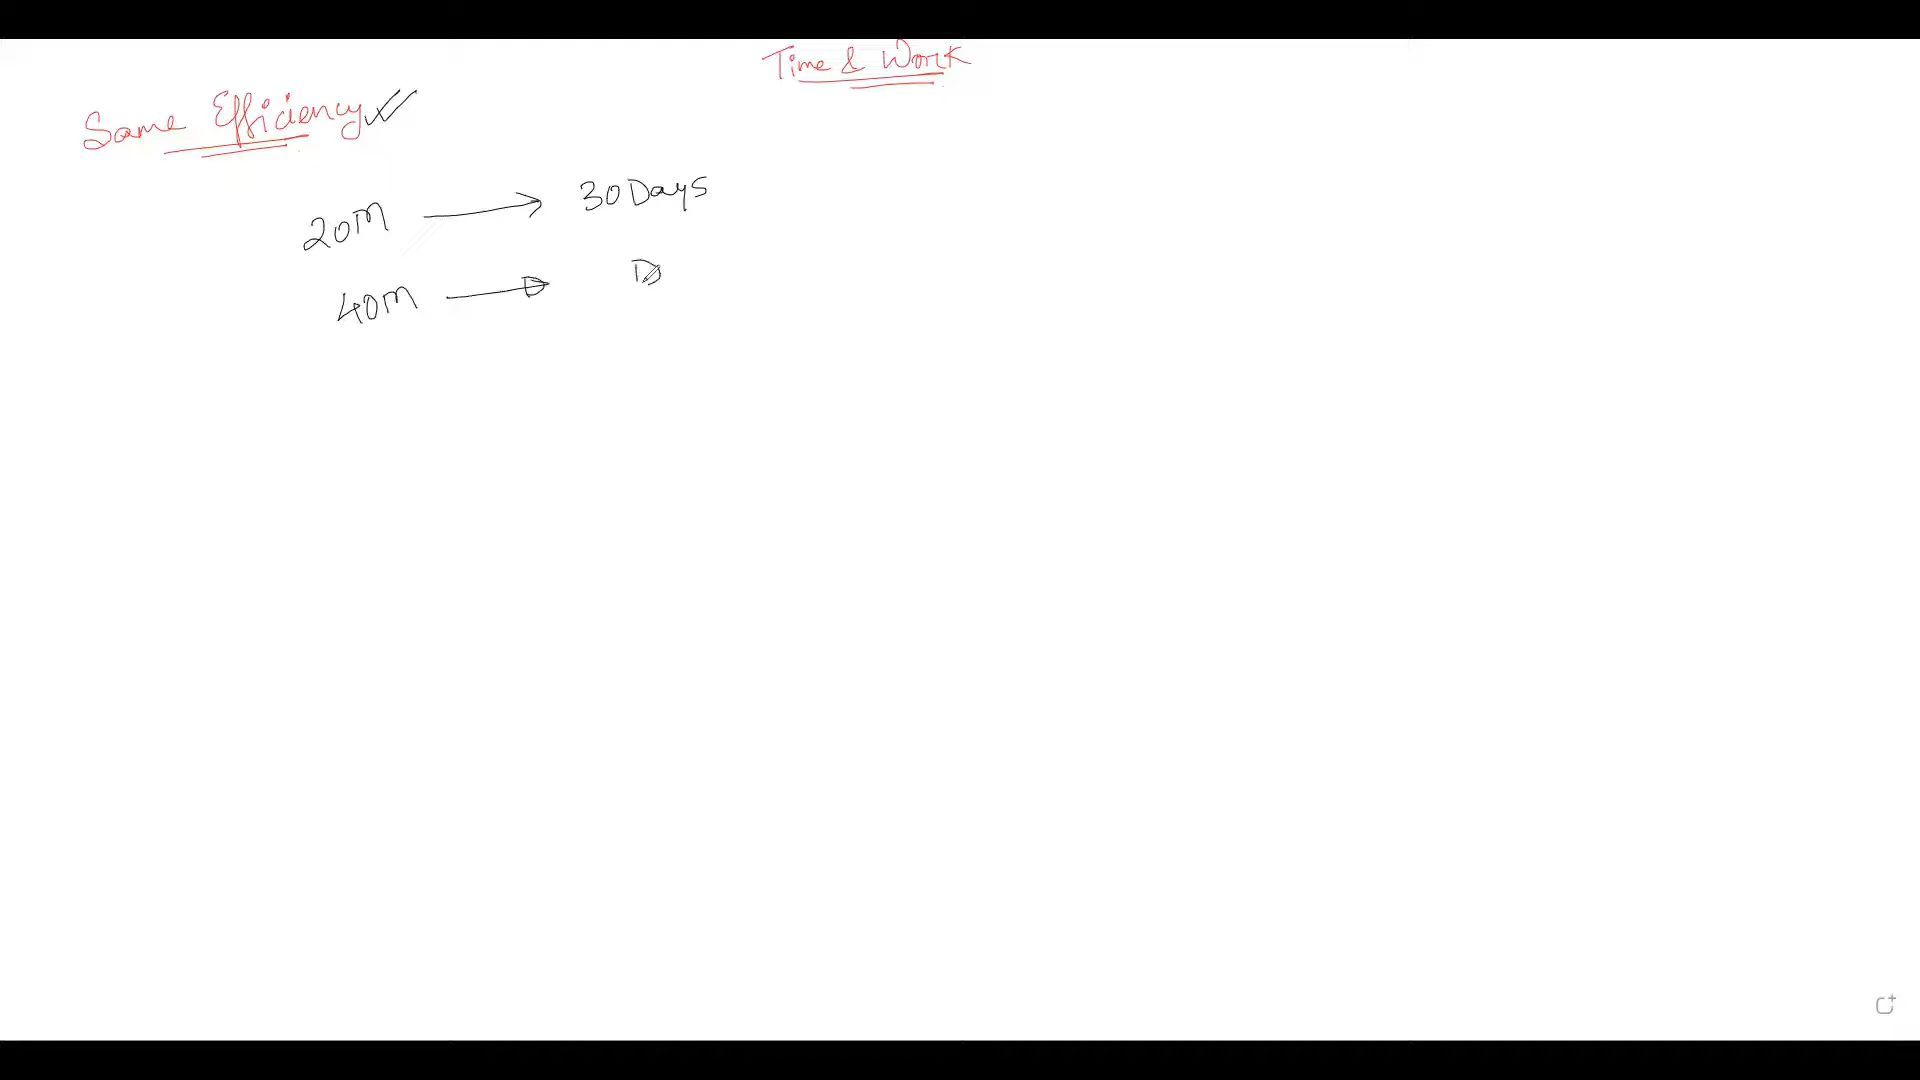 Time & Work
Same Efficiency
20M → 30 Days
40M → D